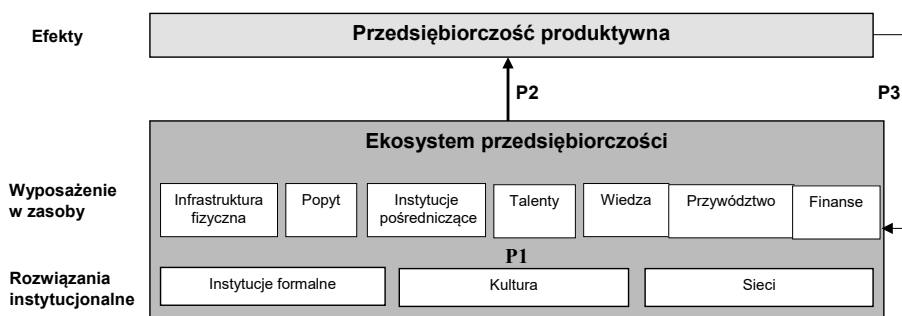 Efekty
Przedsiębiorczość produktywna
P2
P3
Ekosystem przedsiębiorczości
Wyposażenie
w zasoby
Infrastruktura
fizyczna
Popyt
Instytucje
pośredniczące
Talenty
Wiedza
Przywództwo
Finanse
P1
Rozwiązania
instytucjonalne
Instytucje formalne
Kultura
Sieci